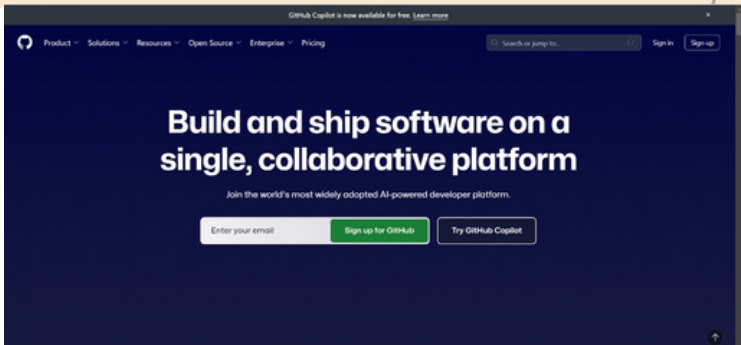 GitHub Copilot is now available for free. Learn more
Product Solutions Resources Open Source Enterprise Pricing Search or jump to... Sign in Sign up
Build and ship software on a
single, collaborative platform
Join the world's most widely adopted AI-powered developer platform.
Enter your email Sign up for GitHub Try GitHub Copilot